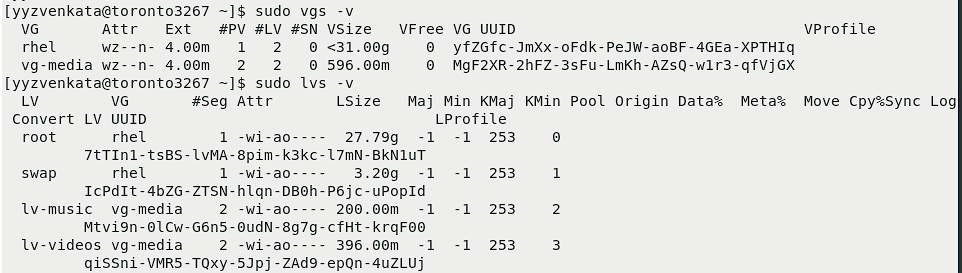 [yyzvenkata@toronto3267 ~]$ sudo vgs -v
VG Attr Ext #PV #LV #SN VSize VFree VG UUID VProfile
rhel wz--n- 4.00m 1 2 0 <31.00g 0 yfZGfc-JmXx-oFdk-PeJW-aoBF-4GEa-XPTHIq
vg-media wz--n- 4.00m 2 2 0 596.00m 0 MgF2XR-2hFZ-3sFu-LmKh-AZsQ-w1r3-qfVjGX
[yyzvenkata@toronto3267 ~]$ sudo lvs -v
LV VG #Seg Attr LSize Maj Min KMaj KMin Pool Origin Data% Meta% Move Cpy%Sync Log
Convert LV UUID LProfile
root rhel 1 -wi-ao---- 27.79g -1 -1 253 0
7tTIn1-tsBS-lvMA-8pim-k3kc-l7mN-BkN1uT
swap rhel 1 -wi-ao---- 3.20g -1 -1 253 1
IcPdIt-4bZG-ZTSN-hlqn-DB0h-P6jc-uPopId
lv-music vg-media 2 -wi-ao---- 200.00m -1 -1 253 2
Mtvi9n-0lCw-G6n5-0udN-8g7g-cfHt-krqF00
lv-videos vg-media 2 -wi-ao---- 396.00m -1 -1 253 3
qiSSni-VMR5-TQxy-5Jpj-ZAd9-epQn-4uZLUj